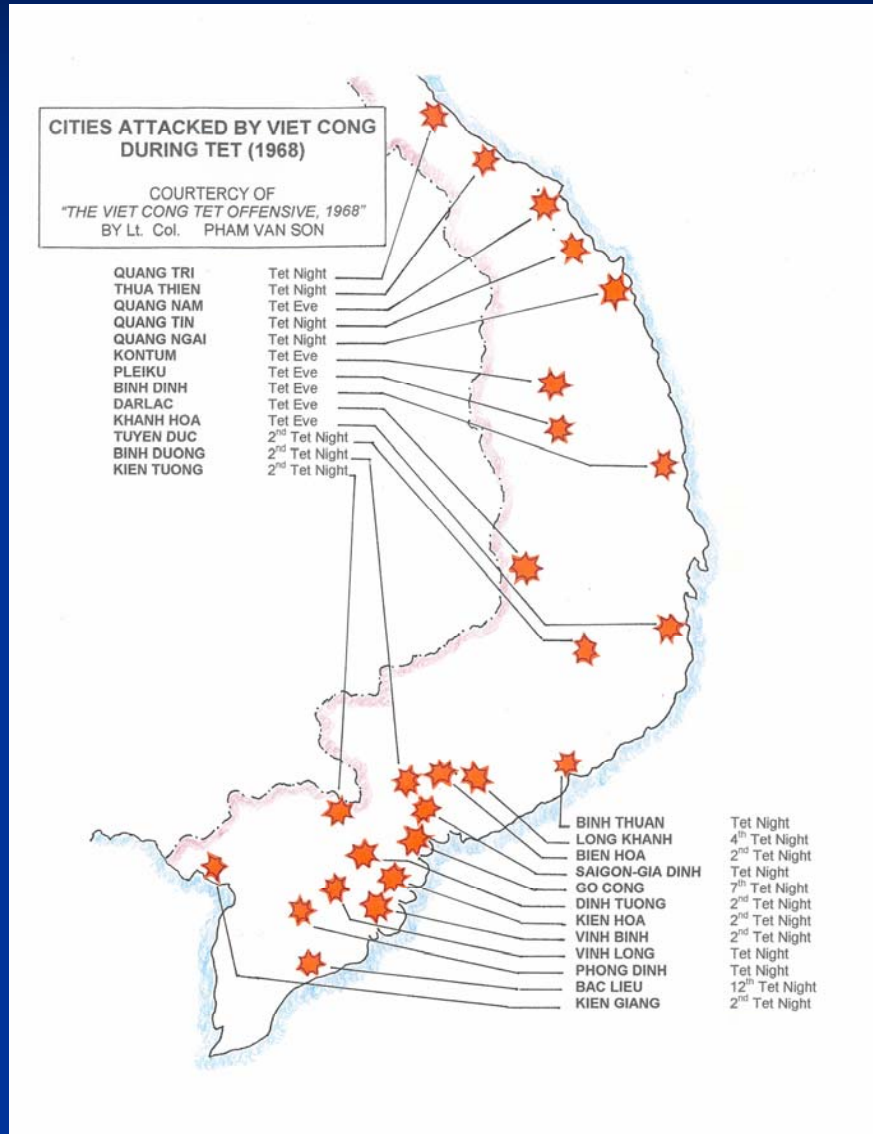 CITIES ATTACKED BY VIET CONG
DURING TET (1968)
COURTERCY OF
"THE VIET CONG TET OFFENSIVE, 1968"
BY Lt. Col. PHAM VAN SON
QUANG TRI Tet Night
THUA THIEN Tet Night
QUANG NAM Tet Eve
QUANG TIN Tet Night
QUANG NGAI Tet Night
KONTUM Tet Eve
PLEIKU Tet Eve
BINH DINH Tet Eve
DARLAC Tet Eve
KHANH HOA Tet Eve
TUYEN DUC 2nd Tet Night
BINH DUONG 2nd Tet Night
KIEN TUONG 2nd Tet Night
BINH THUAN Tet Night
LONG KHANH 4th Tet Night
BIEN HOA 2nd Tet Night
SAIGON-GIA DINH Tet Night
GO CONG 7th Tet Night
DINH TUONG 2nd Tet Night
KIEN HOA 2nd Tet Night
VINH BINH 2nd Tet Night
VINH LONG Tet Night
PHONG DINH Tet Night
BAC LIEU 12th Tet Night
KIEN GIANG 2nd Tet Night